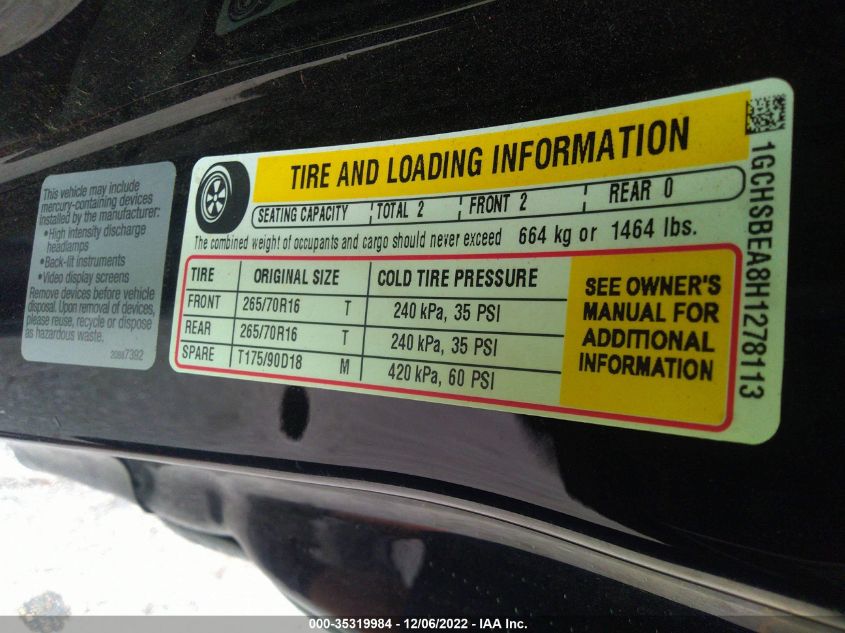 This vehicle may include
mercury-containing devices
installed by the manufacturer:
• High intensity discharge
headlamps
• Back-lit instruments
• Video display screens
Remove devices before vehicle
disposal. Upon removal of devices,
please reuse, recycle or dispose
as hazardous waste.
20887392
TIRE AND LOADING INFORMATION
SEATING CAPACITY TOTAL 2 FRONT 2 REAR 0
The combined weight of occupants and cargo should never exceed 664 kg or 1464 lbs.
TIRE ORIGINAL SIZE COLD TIRE PRESSURE
FRONT 265/70R16 T 240 kPa, 35 PSI
REAR 265/70R16 T 240 kPa, 35 PSI
SPARE T175/90D18 M 420 kPa, 60 PSI
SEE OWNER'S
MANUAL FOR
ADDITIONAL
INFORMATION
1GCHSBEA8H1278113
000-35319984 - 12/06/2022 - IAA Inc.